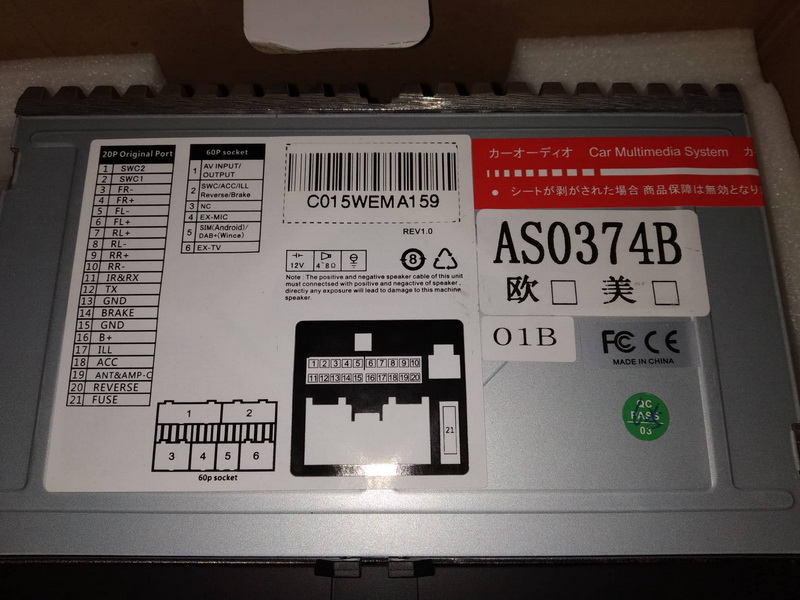 20P Original Port
1 SWC2
2 SWC1
3 FR-
4 FR+
5 FL-
6 FL+
7 RL+
8 RL-
9 RR+
10 RR-
11 IR&RX
12 TX
13 GND
14 BRAKE
15 GND
16 B+
17 ILL
18 ACC
19 ANT&AMP-C
20 REVERSE
21 FUSE
60P socket
1 AV INPUT/
OUTPUT
2 SWC/ACC/ILL
Reverse/Brake
3 NC
4 EX-MIC
5 SIM(Android)/
DAB+(Wince)
6 EX-TV
C015WEMA159
REV1.0
12V 4~8Ω
8
Note : The positive and negative speaker cable of this unit
must connectsed with positive and negactive of speaker ,
directiy any exposure will lead to damage to this machine
speaker.
1 2 3 4 5 6 7 8 9 10
11 12 13 14 15 16 17 18 19 20
21
1 2
3 4 5 6
60p socket
カーオーディオ Car Multimedia System カ
● シートが剥がされた場合 商品保障は無効となり
AS0374B
欧 美
01B
FC CE
MADE IN CHINA
QC
PASS
03